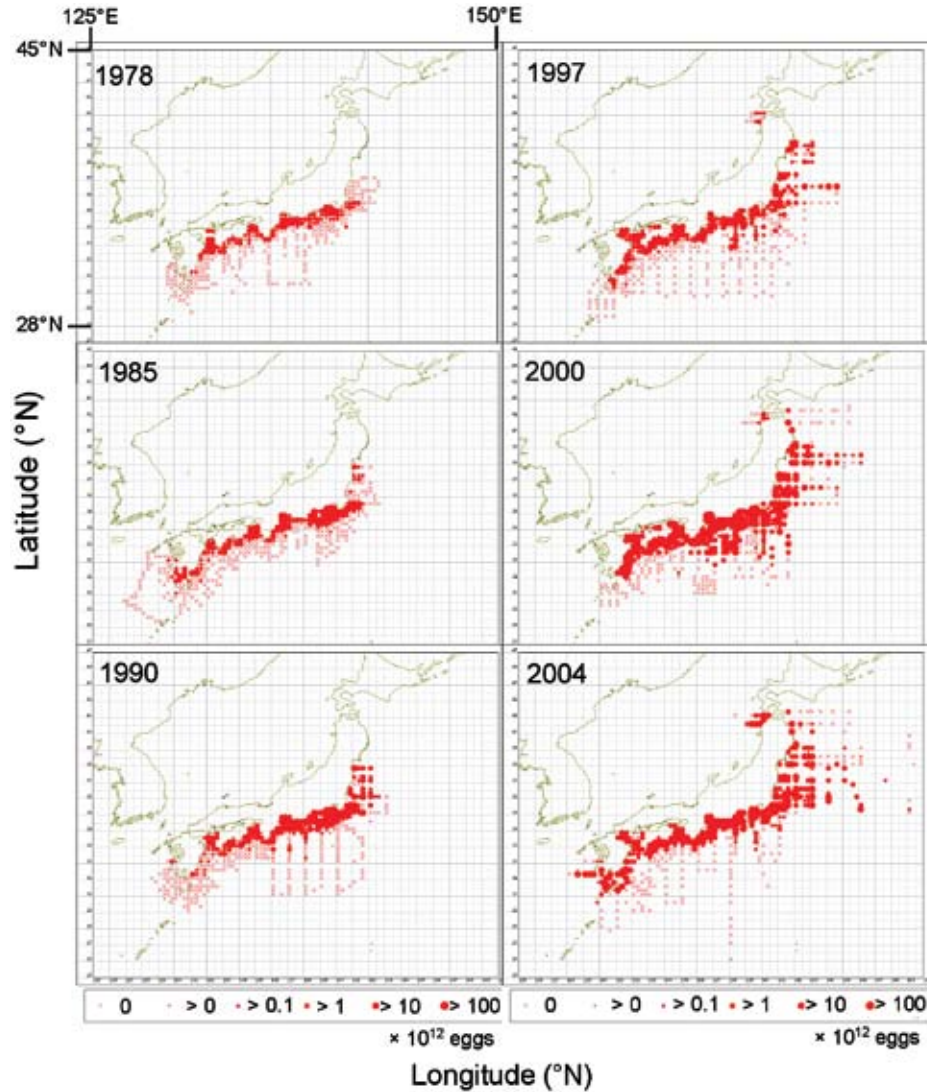 125°E 150°E
45°N
1978 1997
28°N
1985 2000
Latitude (°N)
1990 2004
0 > 0 > 0.1 > 1 > 10 > 100 0 > 0 > 0.1 > 1 > 10 > 100
× 10¹² eggs × 10¹² eggs
Longitude (°N)